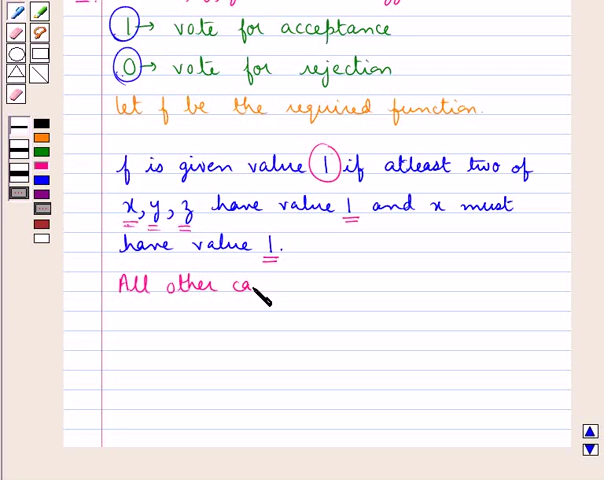 1 → vote for acceptance
0 → vote for rejection
let f be the required function.
f is given value 1 if atleast two of
x, y, z have value 1 and x must
have value 1.
All other ca